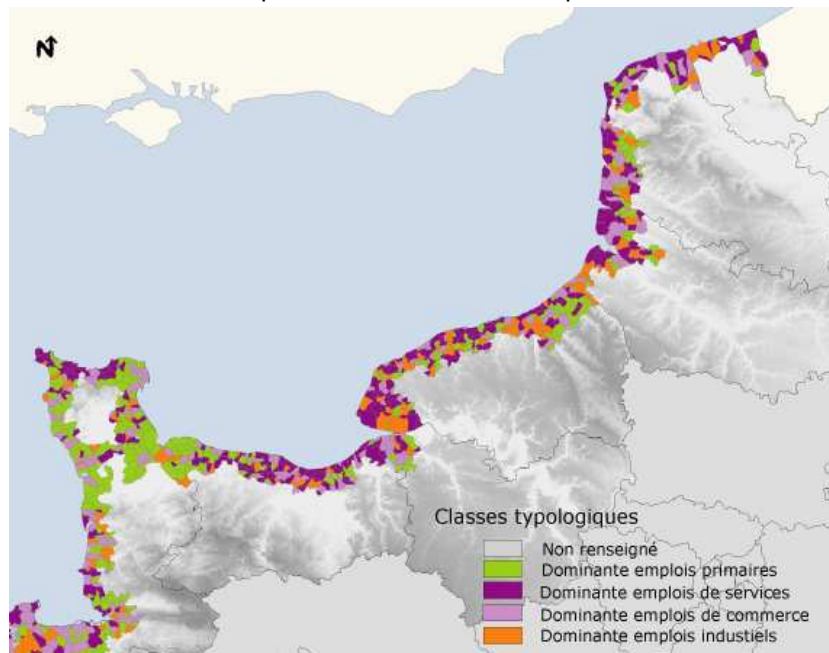 N
Classes typologiques
Non renseigné
Dominante emplois primaires
Dominante emplois de services
Dominante emplois de commerce
Dominante emplois industiels